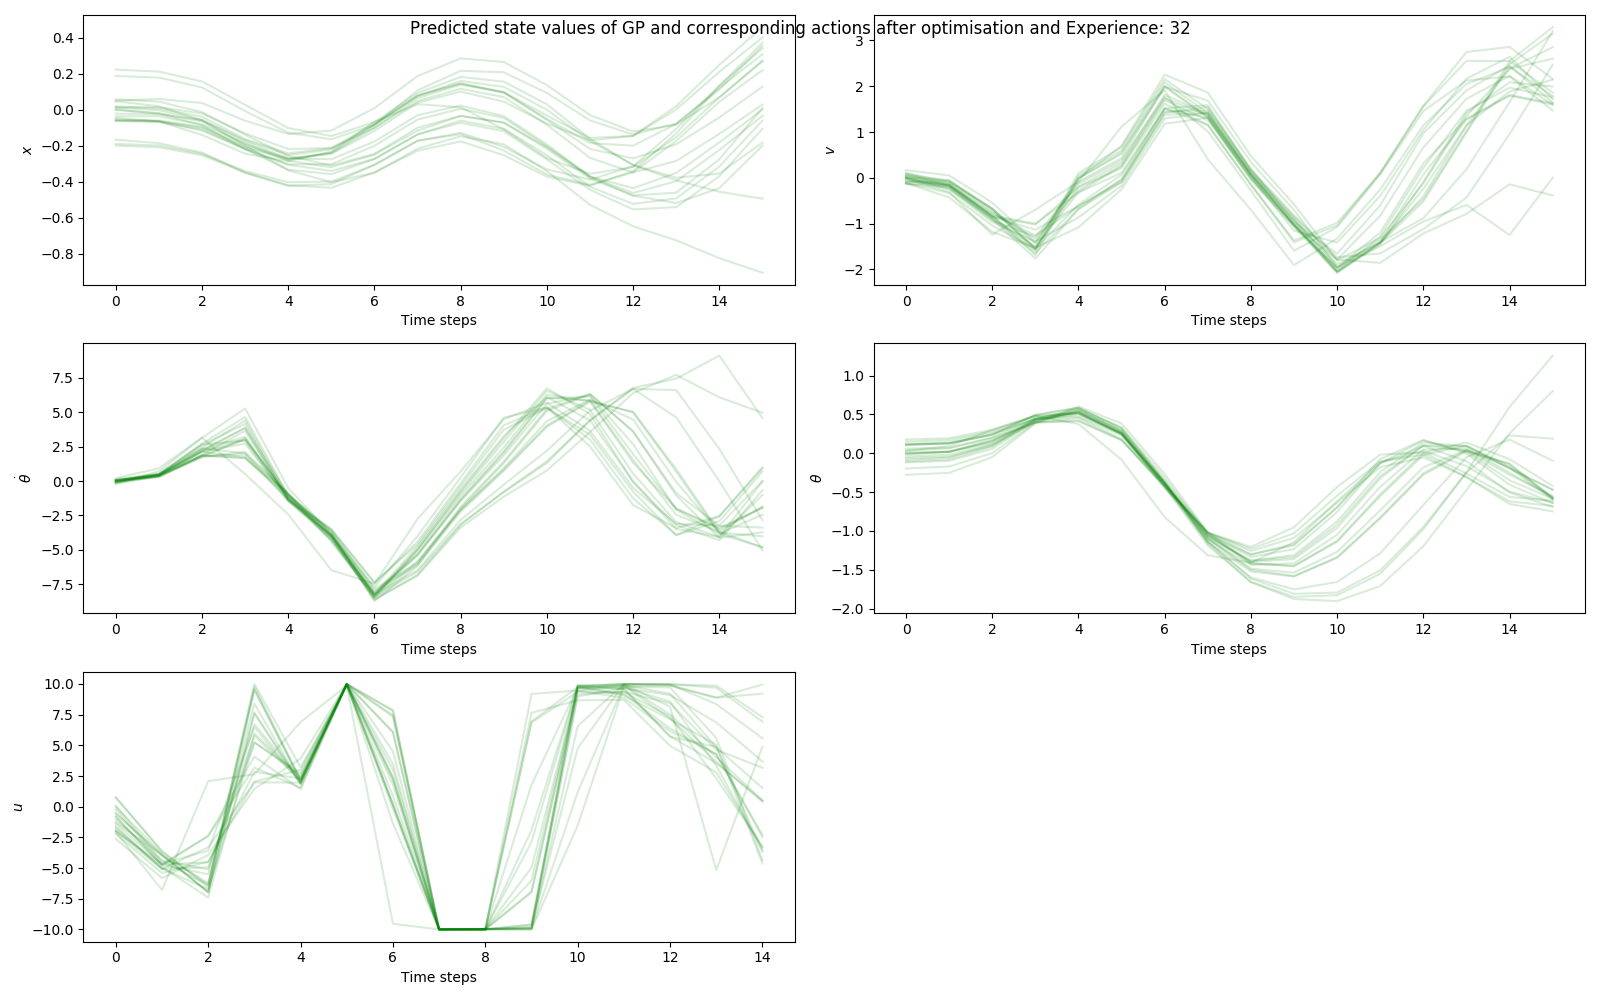 Predicted state values of GP and corresponding actions after optimisation and Experience: 32
0.4
0.2
0.0
−0.2
−0.4
−0.6
−0.8
x
0 2 4 6 8 10 12 14
Time steps
3
2
1
0
−1
−2
v
0 2 4 6 8 10 12 14
Time steps
7.5
5.0
2.5
0.0
−2.5
−5.0
−7.5
θ̇
0 2 4 6 8 10 12 14
Time steps
1.0
0.5
0.0
−0.5
−1.0
−1.5
−2.0
θ
0 2 4 6 8 10 12 14
Time steps
10.0
7.5
5.0
2.5
0.0
−2.5
−5.0
−7.5
−10.0
u
0 2 4 6 8 10 12 14
Time steps